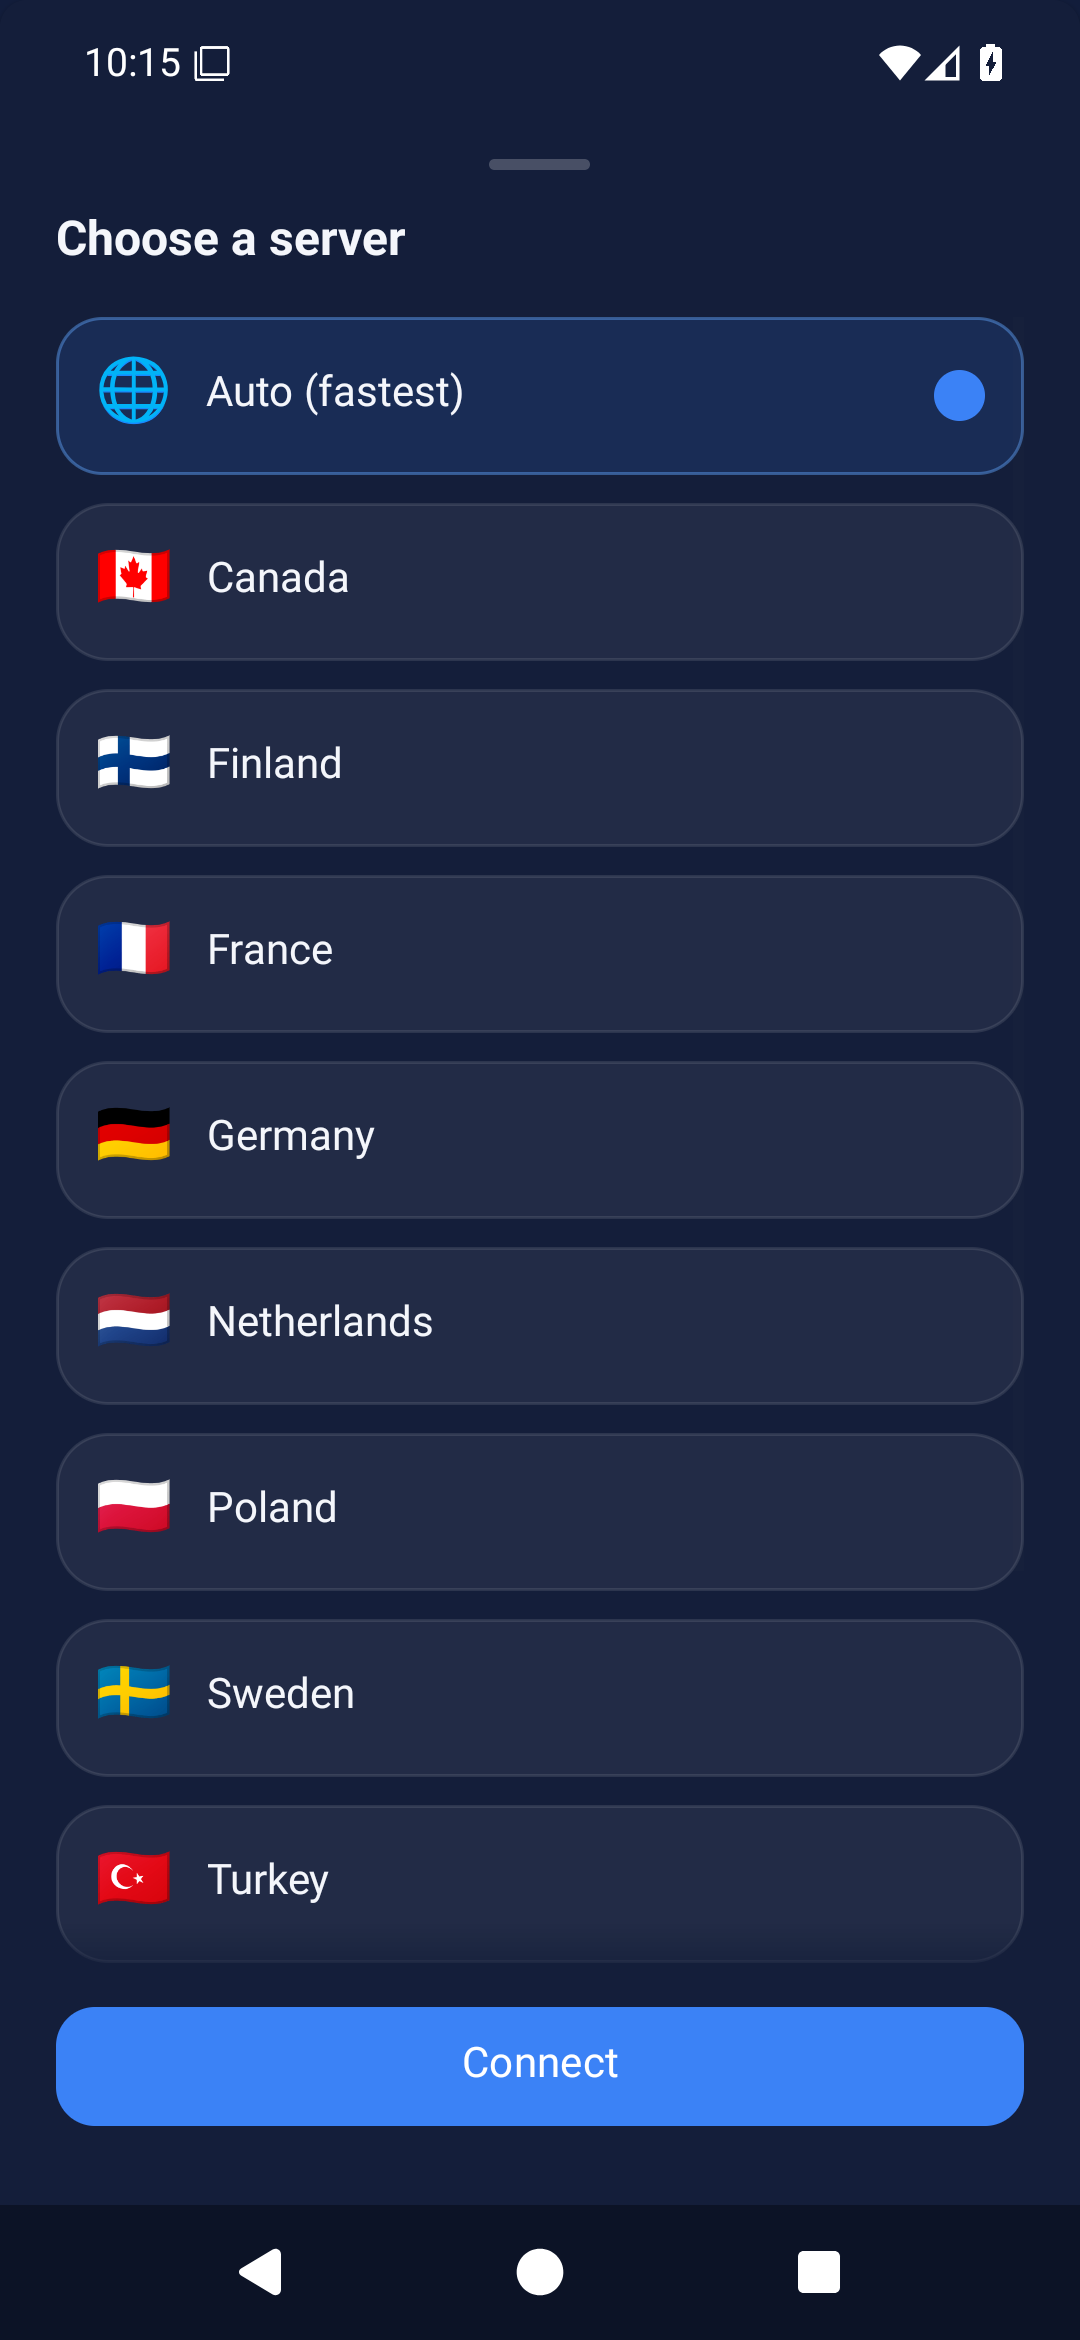 10:15
Choose a server
Auto (fastest)
Canada
Finland
France
Germany
Netherlands
Poland
Sweden
Turkey
Connect